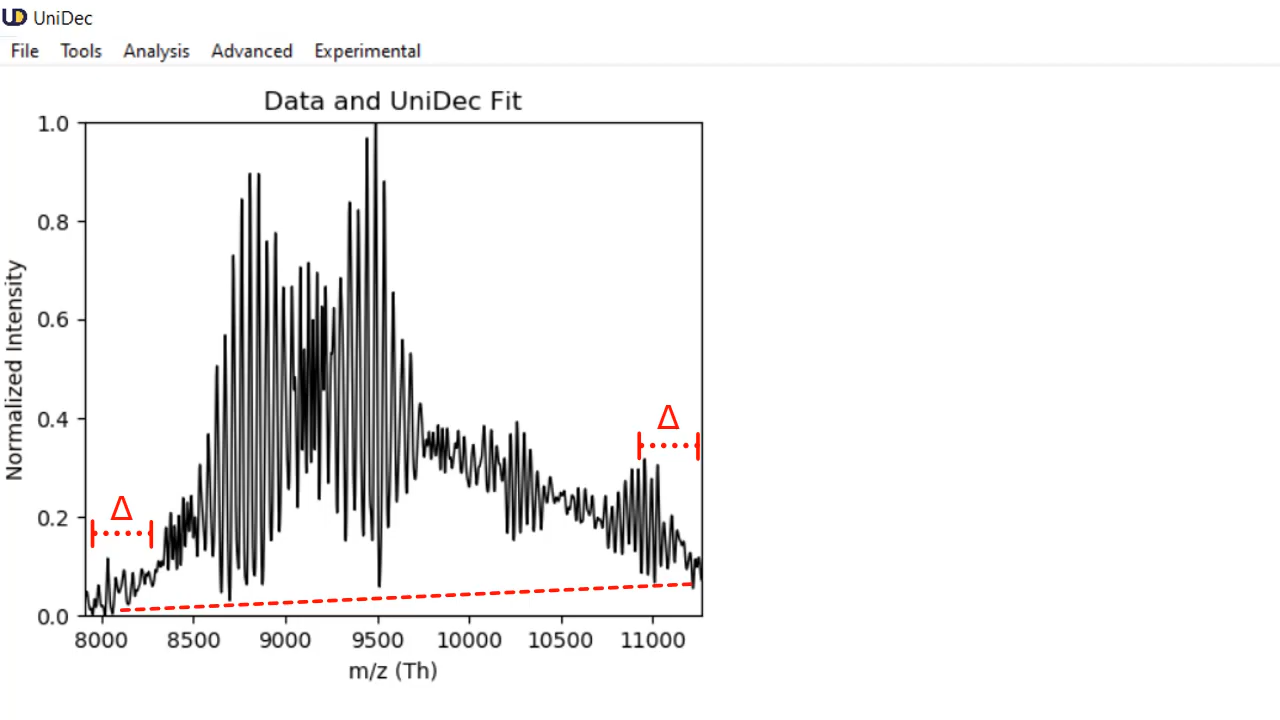 UD UniDec
File Tools Analysis Advanced Experimental
Data and UniDec Fit
1.0
0.8
0.6
0.4
0.2
0.0
Normalized Intensity
Δ
Δ
8000 8500 9000 9500 10000 10500 11000
m/z (Th)